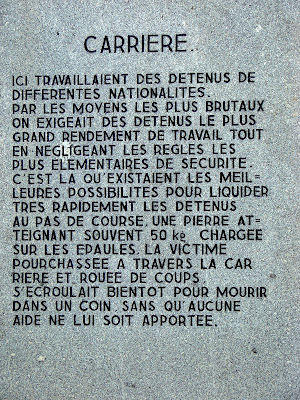 CARRIERE.
ICI TRAVAILLAIENT DES DETENUS DE
DIFFERENTES NATIONALITES.
PAR LES MOYENS LES PLUS BRUTAUX
ON EXIGEAIT DES DETENUS LE PLUS
GRAND RENDEMENT DE TRAVAIL TOUT
EN NEGLIGEANT LES REGLES LES
PLUS ELEMENTAIRES DE SECURITE.
C'EST LA QU'EXISTAIENT LES MEIL=
LEURES POSSIBILITES POUR LIQUIDER
TRES RAPIDEMENT LES DETENUS
AU PAS DE COURSE, UNE PIERRE AT=
TEIGNANT SOUVENT 50 kg CHARGEE
SUR LES EPAULES. LA VICTIME
POURCHASSEE A TRAVERS LA CAR
RIERE ET ROUEE DE COUPS
S'ECROULAIT BIENTOT POUR MOURIR
DANS UN COIN, SANS QU'AUCUNE
AIDE NE LUI SOIT APPORTEE.